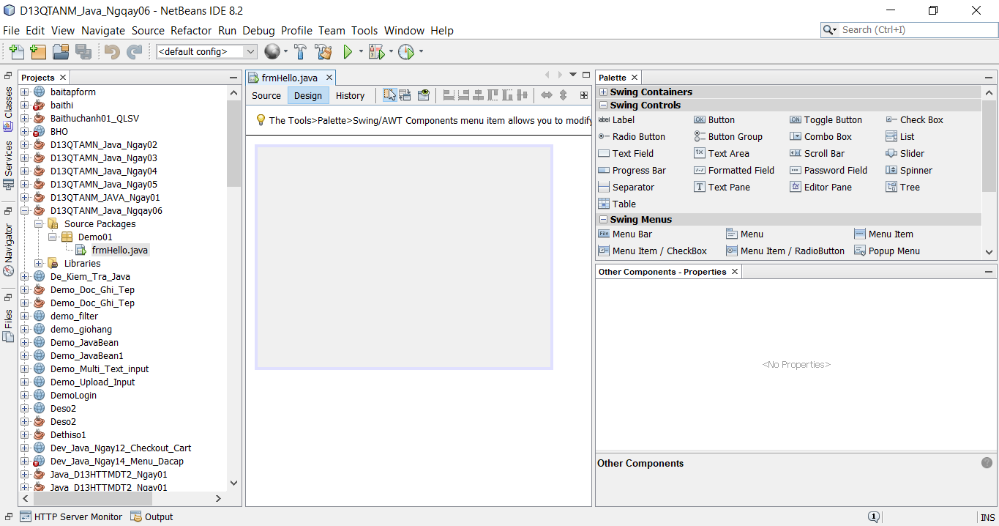 D13QTANM_Java_Ngqay06 - NetBeans IDE 8.2
File Edit View Navigate Source Refactor Run Debug Profile Team Tools Window Help
Search (Ctrl+I)
<default config>
Classes
Services
Navigator
Files
Projects
baitapform
baithi
Baithuchanh01_QLSV
BHO
D13QTAMN_Java_Ngay02
D13QTAMN_Java_Ngay03
D13QTAMN_Java_Ngay04
D13QTAMN_Java_Ngay05
D13QTANM_JAVA_Ngay01
D13QTANM_Java_Ngqay06
Source Packages
Demo01
frmHello.java
Libraries
De_Kiem_Tra_Java
Demo_Doc_Ghi_Tep
Demo_Doc_Ghi_Tep
demo_filter
demo_giohang
Demo_JavaBean
Demo_JavaBean1
Demo_Multi_Text_input
Demo_Upload_Input
DemoLogin
Deso2
Deso2
Dethiso1
Dev_Java_Ngay12_Checkout_Cart
Dev_Java_Ngay14_Menu_Dacap
Java_D13HTTMDT2_Ngay01
Java_D13HTTMDT2_Ngay01
frmHello.java
Source Design History
The Tools>Palette>Swing/AWT Components menu item allows you to modify
Palette
Swing Containers
Swing Controls
Label Button Toggle Button Check Box
Radio Button Button Group Combo Box List
Text Field Text Area Scroll Bar Slider
Progress Bar Formatted Field Password Field Spinner
Separator Text Pane Editor Pane Tree
Table
Swing Menus
Menu Bar Menu Menu Item
Menu Item / CheckBox Menu Item / RadioButton Popup Menu
Other Components - Properties
<No Properties>
Other Components
HTTP Server Monitor Output
1
INS